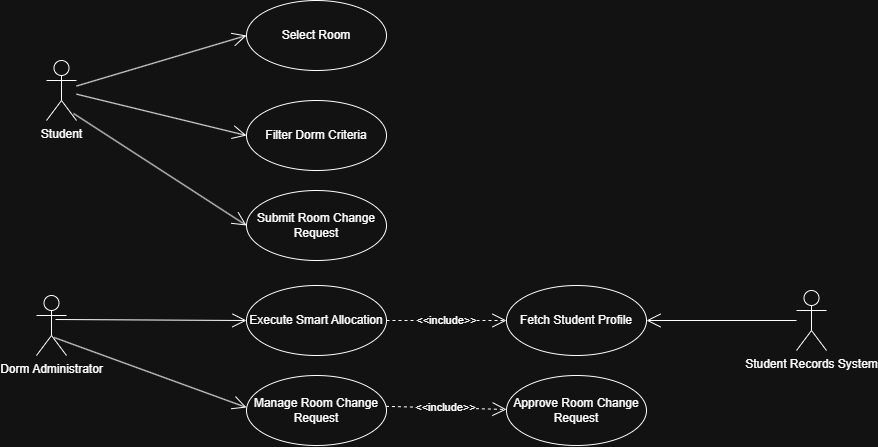 Select Room
Student
Filter Dorm Criteria
Submit Room Change
Request
Dorm Administrator
Execute Smart Allocation
<<include>>
Fetch Student Profile
Student Records System
Manage Room Change
Request
<<include>>
Approve Room Change
Request